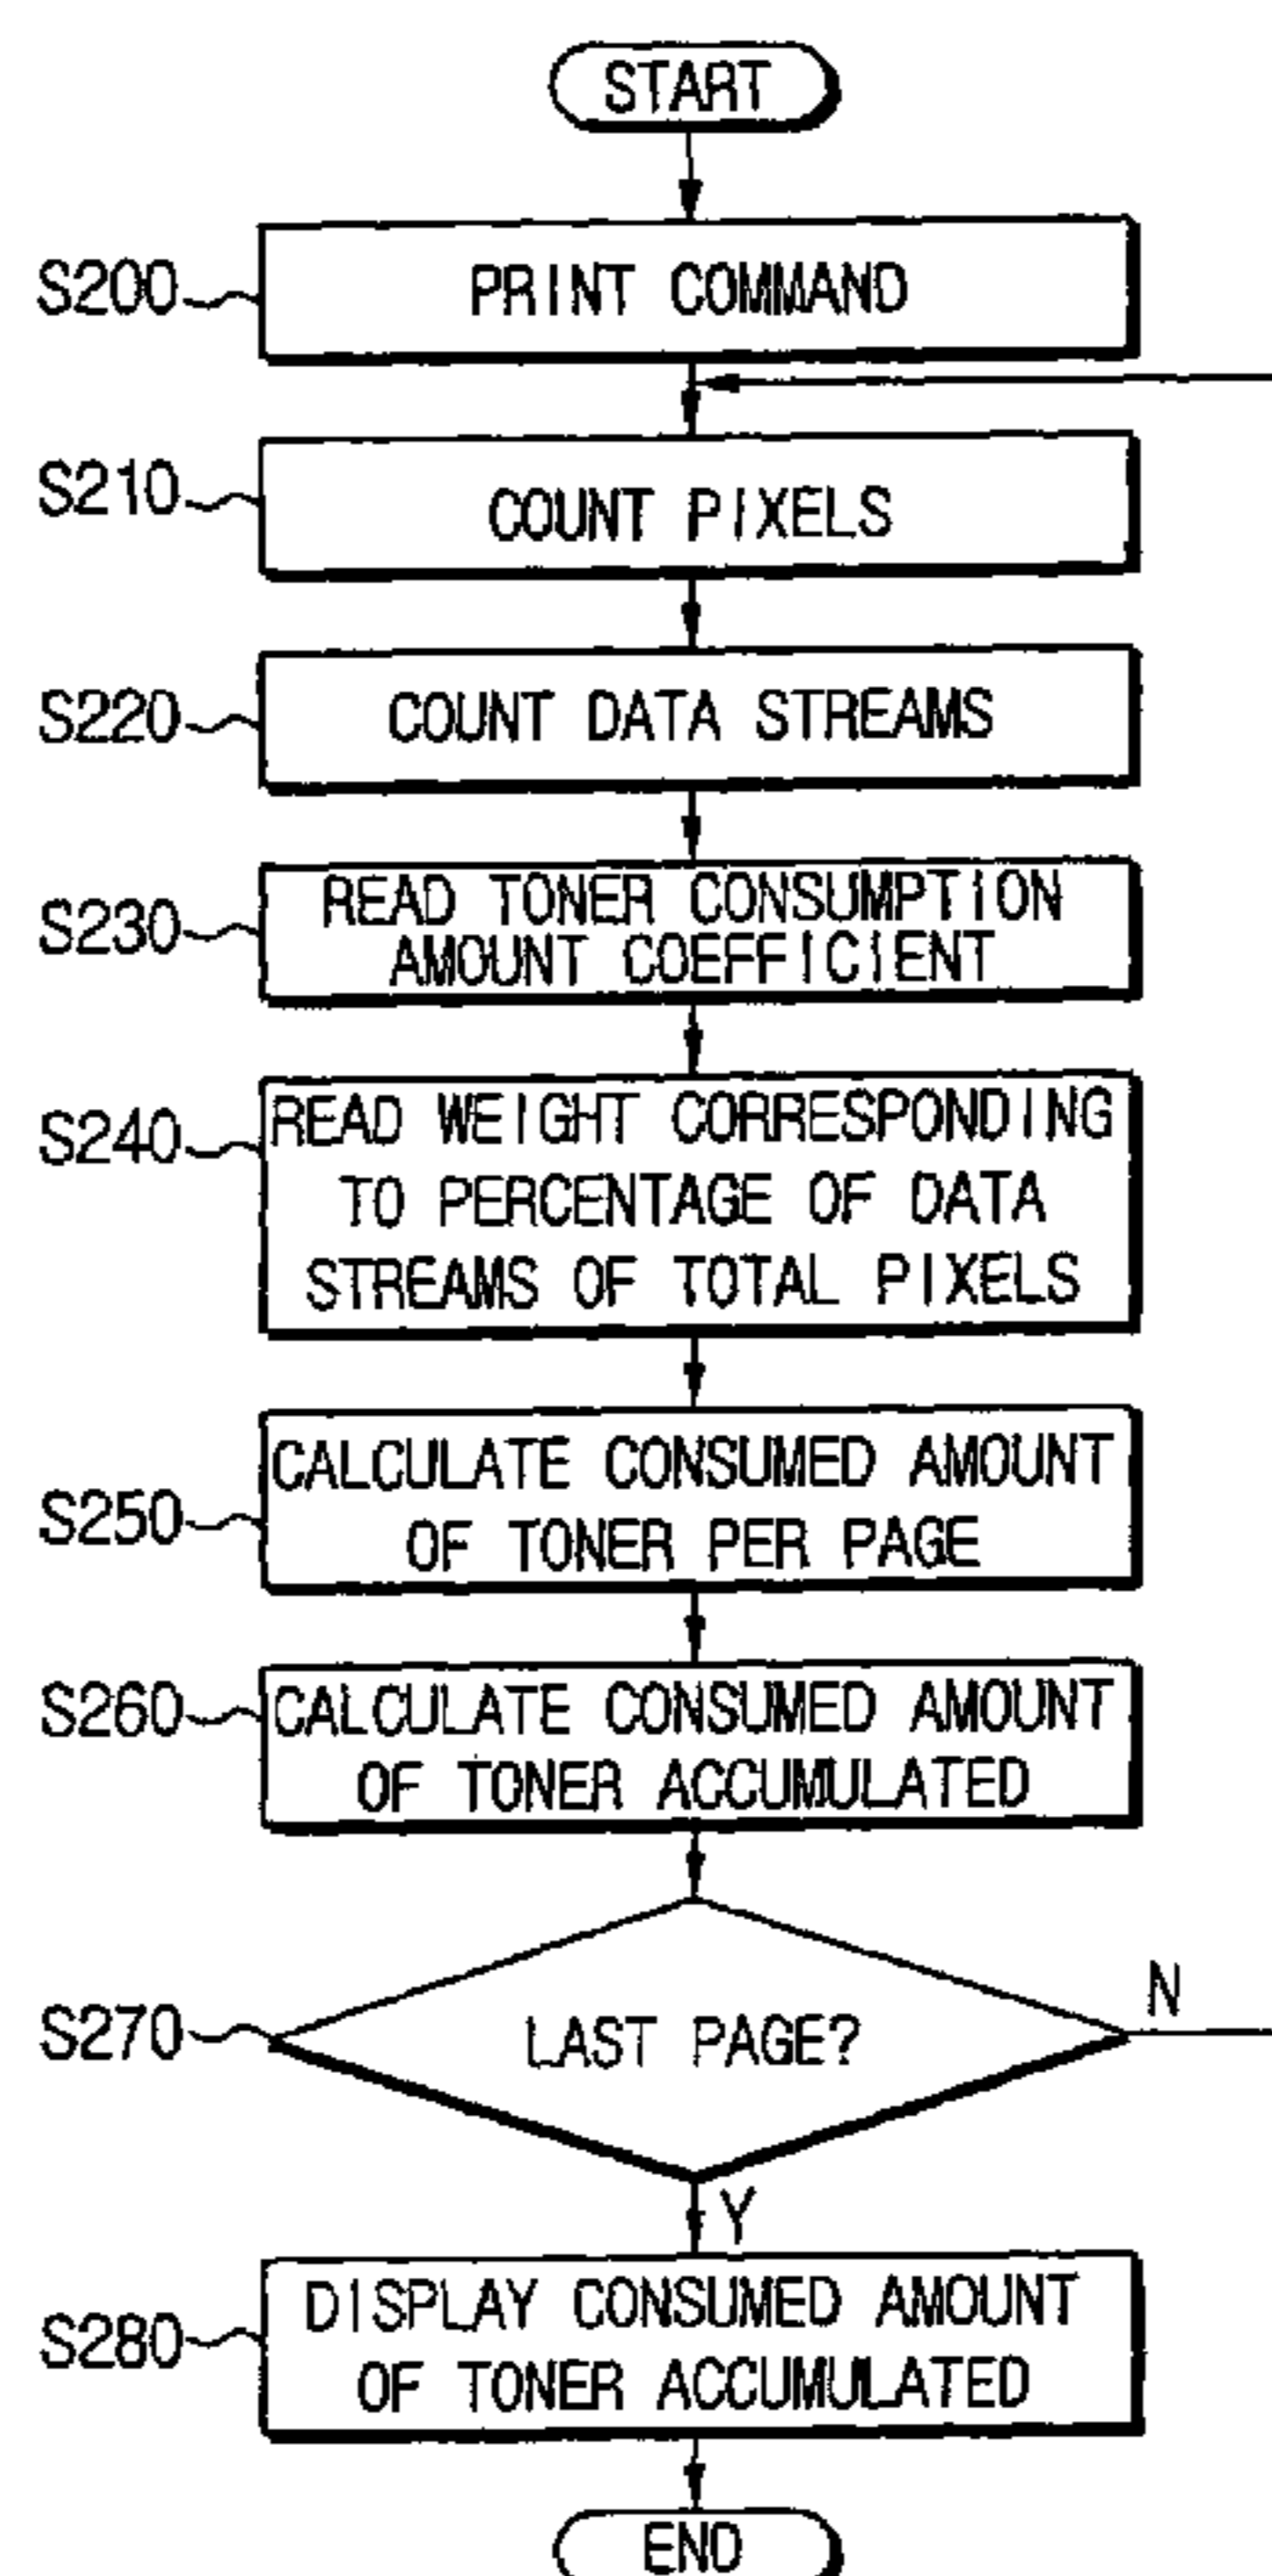 START
S200
PRINT COMMAND
S210
COUNT PIXELS
S220
COUNT DATA STREAMS
S230
READ TONER CONSUMPTION
AMOUNT COEFFICIENT
S240
READ WEIGHT CORRESPONDING
TO PERCENTAGE OF DATA
STREAMS OF TOTAL PIXELS
S250
CALCULATE CONSUMED AMOUNT
OF TONER PER PAGE
S260
CALCULATE CONSUMED AMOUNT
OF TONER ACCUMULATED
S270
LAST PAGE?
N
Y
S280
DISPLAY CONSUMED AMOUNT
OF TONER ACCUMULATED
END